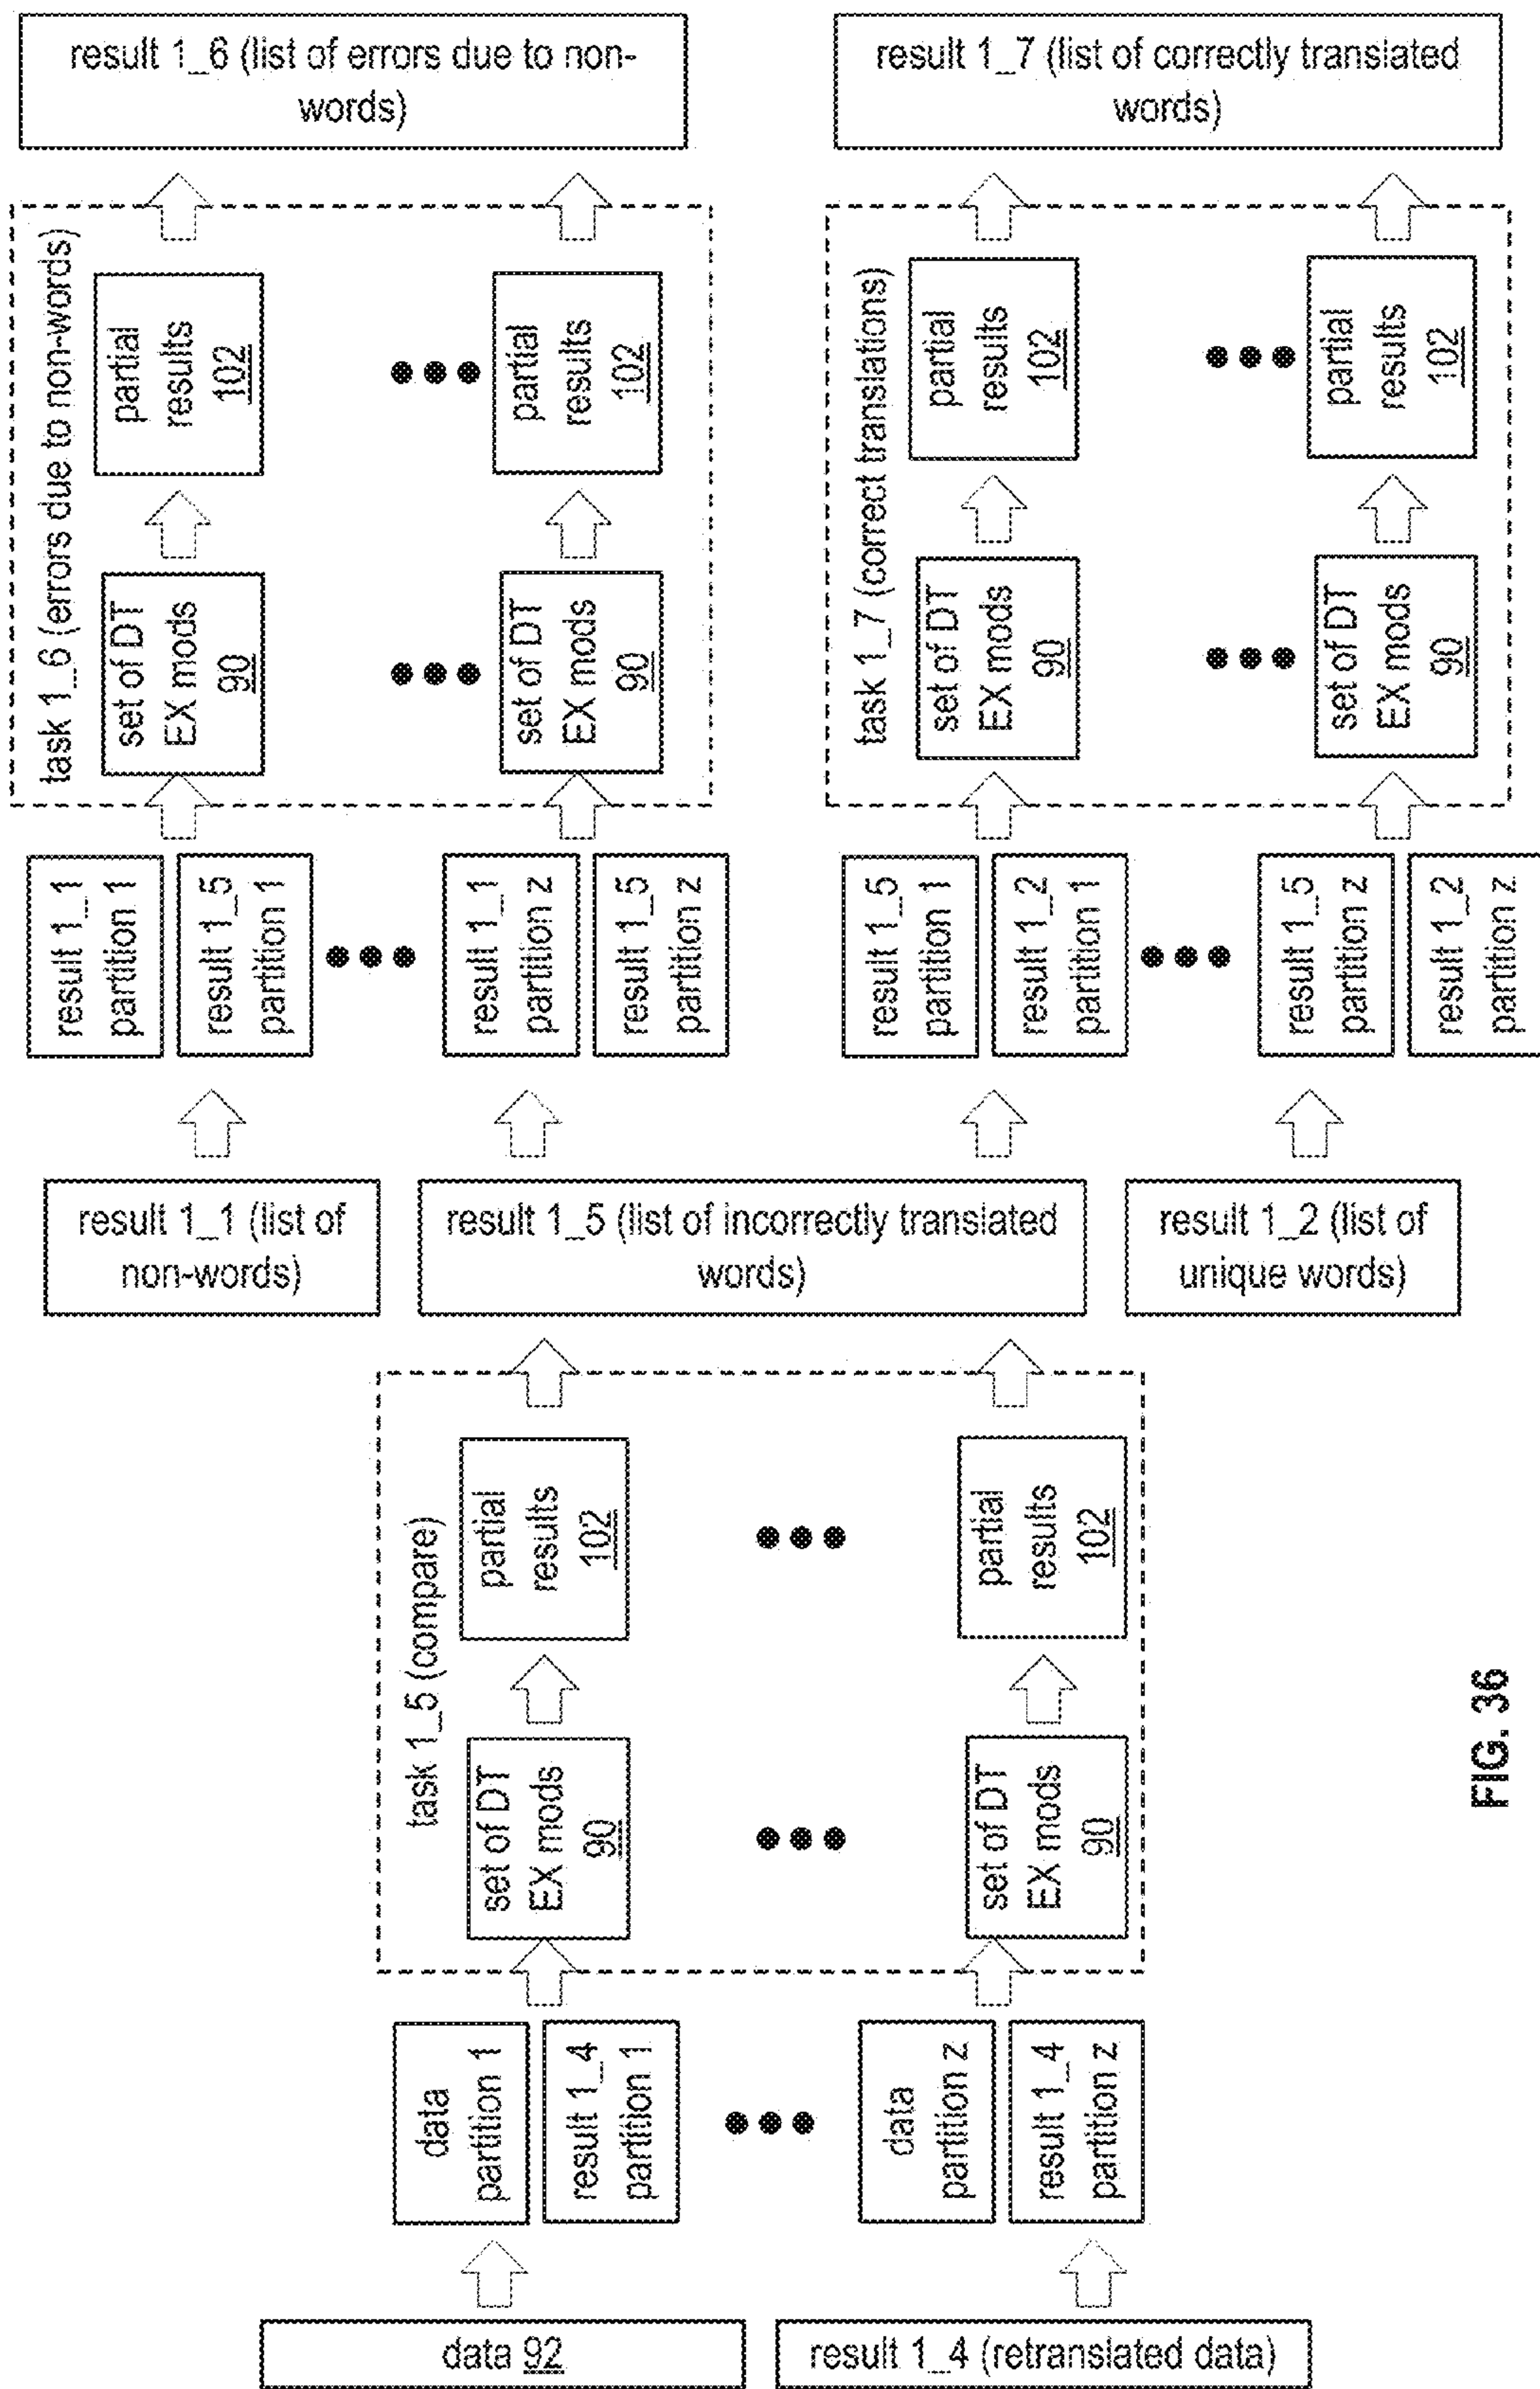 data 92
result 1_4 (retranslated data)
data
partition 1
result 1_4
partition 1
data
partition z
result 1_4
partition z
task 1_5 (compare)
set of DT
EX mods
90
partial
results
102
set of DT
EX mods
90
partial
results
102
result 1_1 (list of
non-words)
result 1_5 (list of incorrectly translated
words)
result 1_2 (list of
unique words)
result 1_1
partition 1
result 1_5
partition 1
result 1_1
partition z
result 1_5
partition z
task 1_6 (errors due to non-words)
set of DT
EX mods
90
partial
results
102
set of DT
EX mods
90
partial
results
102
result 1_6 (list of errors due to non-
words)
result 1_5
partition 1
result 1_2
partition 1
result 1_5
partition z
result 1_2
partition z
task 1_7 (correct translations)
set of DT
EX mods
90
partial
results
102
set of DT
EX mods
90
partial
results
102
result 1_7 (list of correctly translated
words)
FIG. 36